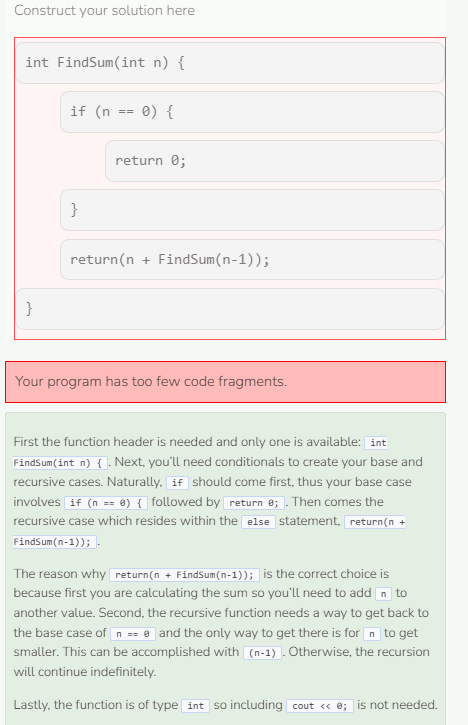 Construct your solution here
int FindSum(int n) {
if (n == 0) {
return 0;
}
return(n + FindSum(n-1));
}
Your program has too few code fragments.
First the function header is needed and only one is available: int
FindSum(int n) { . Next, you'll need conditionals to create your base and
recursive cases. Naturally, if should come first, thus your base case
involves if (n == 0) { followed by return 0; . Then comes the
recursive case which resides within the else statement, return(n +
FindSum(n-1)); .
The reason why return(n + FindSum(n-1)); is the correct choice is
because first you are calculating the sum so you'll need to add n to
another value. Second, the recursive function needs a way to get back to
the base case of n == 0 and the only way to get there is for n to get
smaller. This can be accomplished with (n-1) . Otherwise, the recursion
will continue indefinitely.
Lastly, the function is of type int so including cout << 0; is not needed.